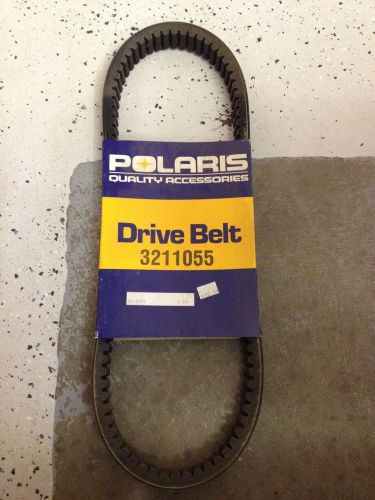 POLARIS
QUALITY ACCESSORIES
Drive Belt
3211055